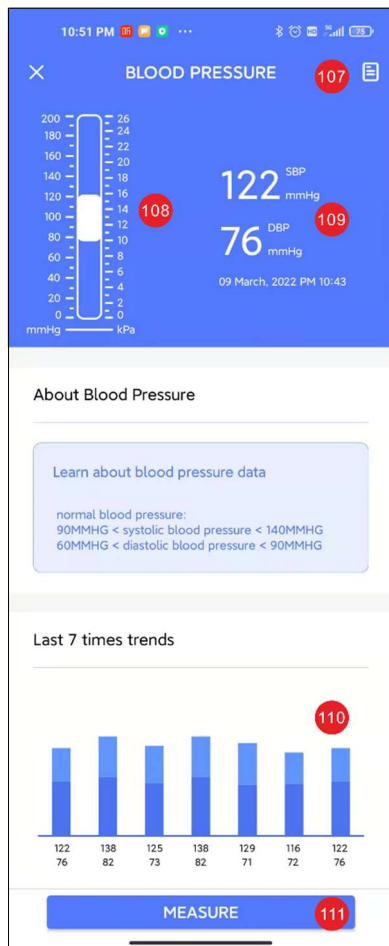 10:51 PM 75
BLOOD PRESSURE 107
200 26
24
180 22
160 20
140 18
120 16
100 14 108
12
80 10
60 8
40 6
4
20 2
0 0
mmHg kPa
122 SBP mmHg
109
76 DBP mmHg
09 March, 2022 PM 10:43
About Blood Pressure
Learn about blood pressure data
normal blood pressure:
90MMHG < systolic blood pressure < 140MMHG
60MMHG < diastolic blood pressure < 90MMHG
Last 7 times trends
110
122 138 125 138 129 116 122
76 82 73 82 71 72 76
MEASURE 111